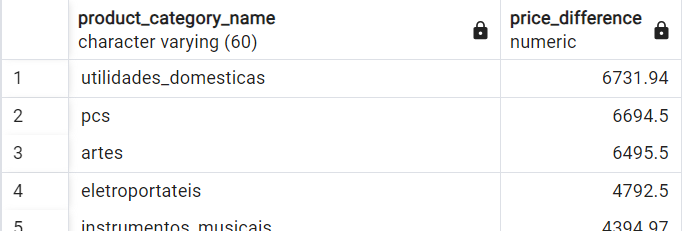 product_category_name price_difference
character varying (60) numeric
1 utilidades_domesticas 6731.94
2 pcs 6694.5
3 artes 6495.5
4 eletroportateis 4792.5
5 instrumentos_musicais 4394.97